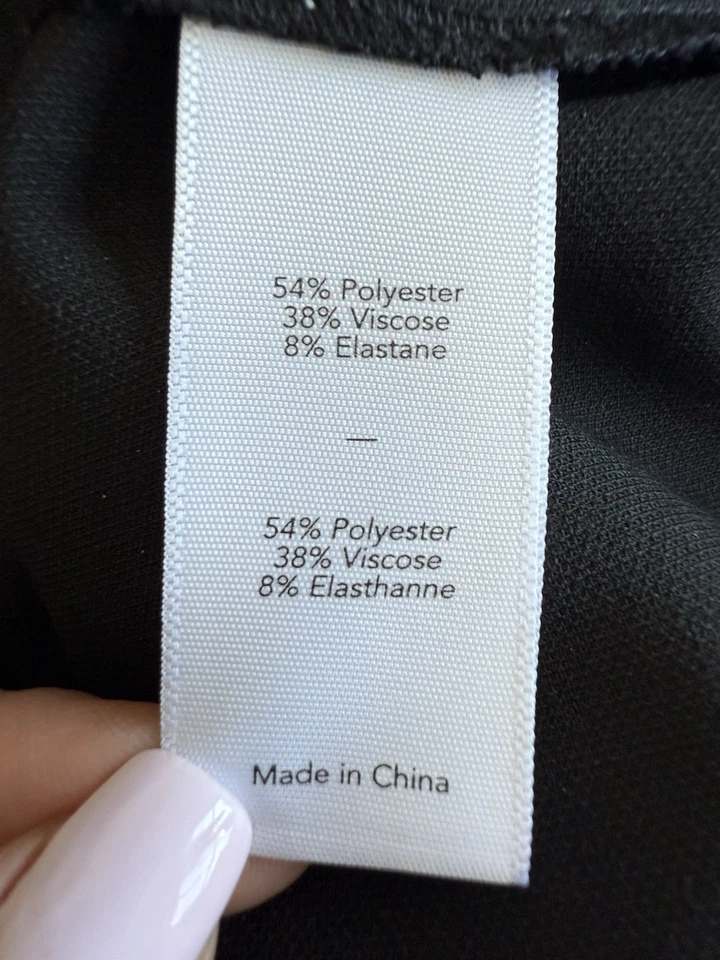 54% Polyester
38% Viscose
8% Elastane
—
54% Polyester
38% Viscose
8% Elasthanne
Made in China